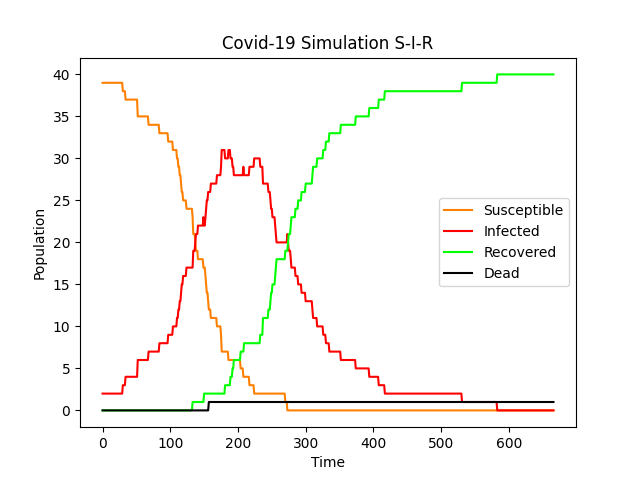 Covid-19 Simulation S-I-R
Population
40
35
30
25
20
15
10
5
0
Susceptible
Infected
Recovered
Dead
0 100 200 300 400 500 600
Time